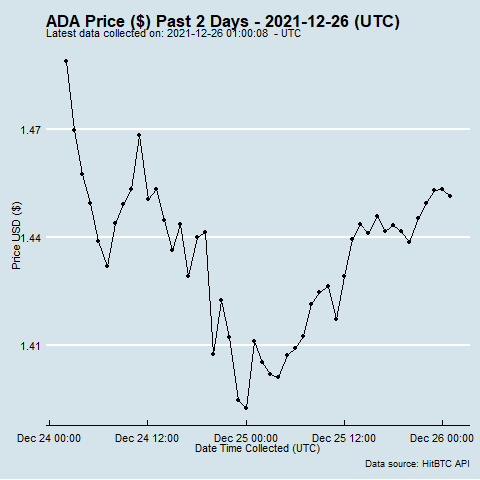 ADA Price ($) Past 2 Days - 2021-12-26 (UTC)
Latest data collected on: 2021-12-26 01:00:08 - UTC
1.47
1.44
1.41
Price USD ($)
Dec 24 00:00 Dec 24 12:00 Dec 25 00:00 Dec 25 12:00 Dec 26 00:00
Date Time Collected (UTC)
Data source: HitBTC API